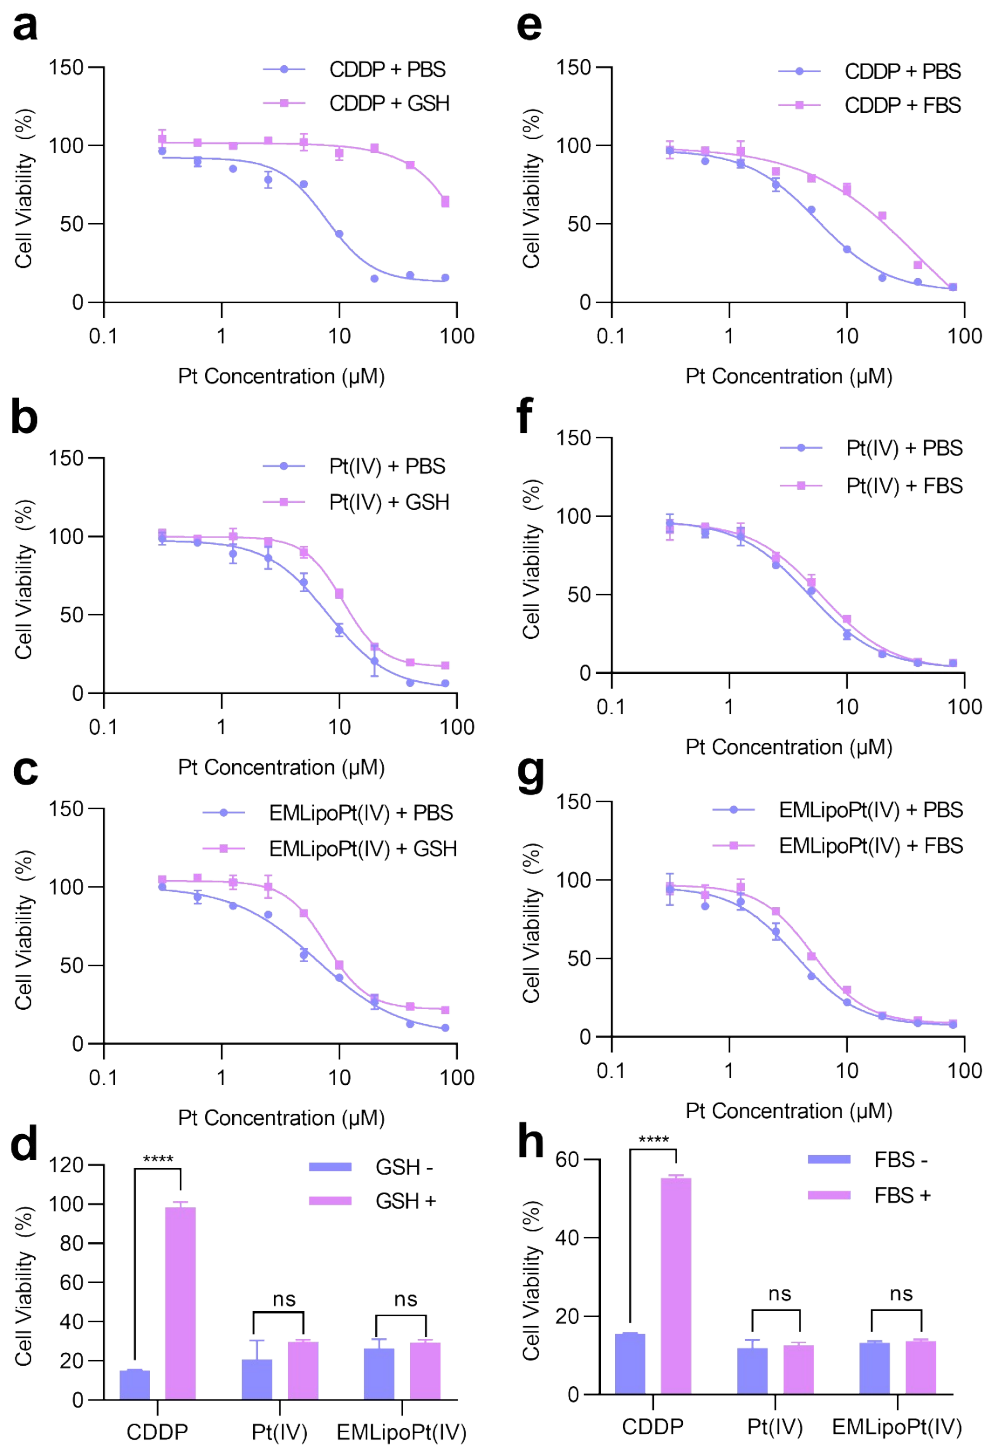 a
150
100
50
0
Cell Viability (%)
CDDP + PBS
CDDP + GSH
0.1 1 10 100
Pt Concentration (µM)
b
150
100
50
0
Cell Viability (%)
Pt(IV) + PBS
Pt(IV) + GSH
0.1 1 10 100
Pt Concentration (µM)
c
150
100
50
0
Cell Viability (%)
EMLipoPt(IV) + PBS
EMLipoPt(IV) + GSH
0.1 1 10 100
Pt Concentration (µM)
d
120
100
80
60
40
20
0
Cell Viability (%)
GSH -
GSH +
****
ns
ns
CDDP Pt(IV) EMLipoPt(IV)
e
150
100
50
0
Cell Viability (%)
CDDP + PBS
CDDP + FBS
0.1 1 10 100
Pt Concentration (µM)
f
150
100
50
0
Cell Viability (%)
Pt(IV) + PBS
Pt(IV) + FBS
0.1 1 10 100
Pt Concentration (µM)
g
150
100
50
0
Cell Viability (%)
EMLipoPt(IV) + PBS
EMLipoPt(IV) + FBS
0.1 1 10 100
Pt Concentration (µM)
h
60
40
20
0
Cell Viability (%)
FBS -
FBS +
****
ns
ns
CDDP Pt(IV) EMLipoPt(IV)